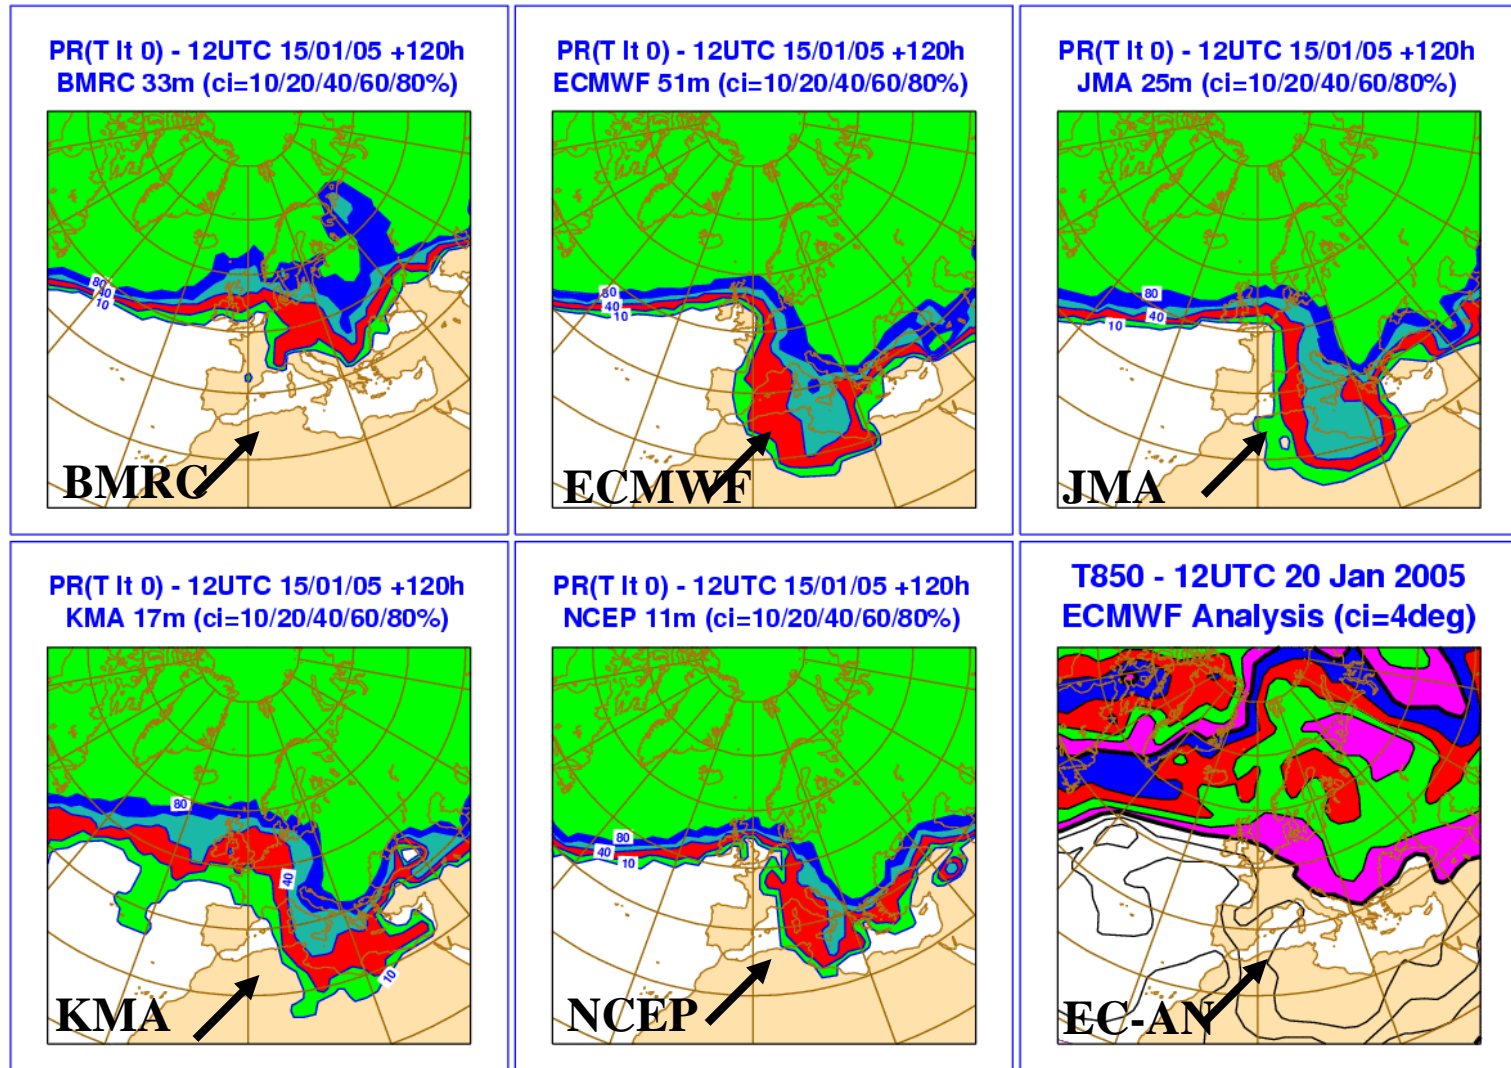 PR(T lt 0) - 12UTC 15/01/05 +120h
BMRC 33m (ci=10/20/40/60/80%)
80
40
10
BMRC
PR(T lt 0) - 12UTC 15/01/05 +120h
ECMWF 51m (ci=10/20/40/60/80%)
80
40
10
ECMWF
PR(T lt 0) - 12UTC 15/01/05 +120h
JMA 25m (ci=10/20/40/60/80%)
80
40
10
JMA
PR(T lt 0) - 12UTC 15/01/05 +120h
KMA 17m (ci=10/20/40/60/80%)
80
40
10
KMA
PR(T lt 0) - 12UTC 15/01/05 +120h
NCEP 11m (ci=10/20/40/60/80%)
80
40
10
NCEP
T850 - 12UTC 20 Jan 2005
ECMWF Analysis (ci=4deg)
EC-AN